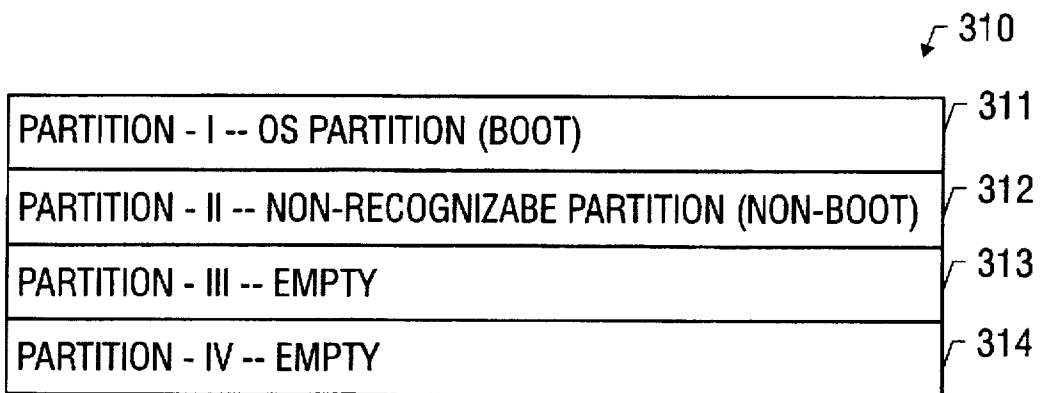 310
PARTITION - I -- OS PARTITION (BOOT) 311
PARTITION - II -- NON-RECOGNIZABE PARTITION (NON-BOOT) 312
PARTITION - III -- EMPTY 313
PARTITION - IV -- EMPTY 314